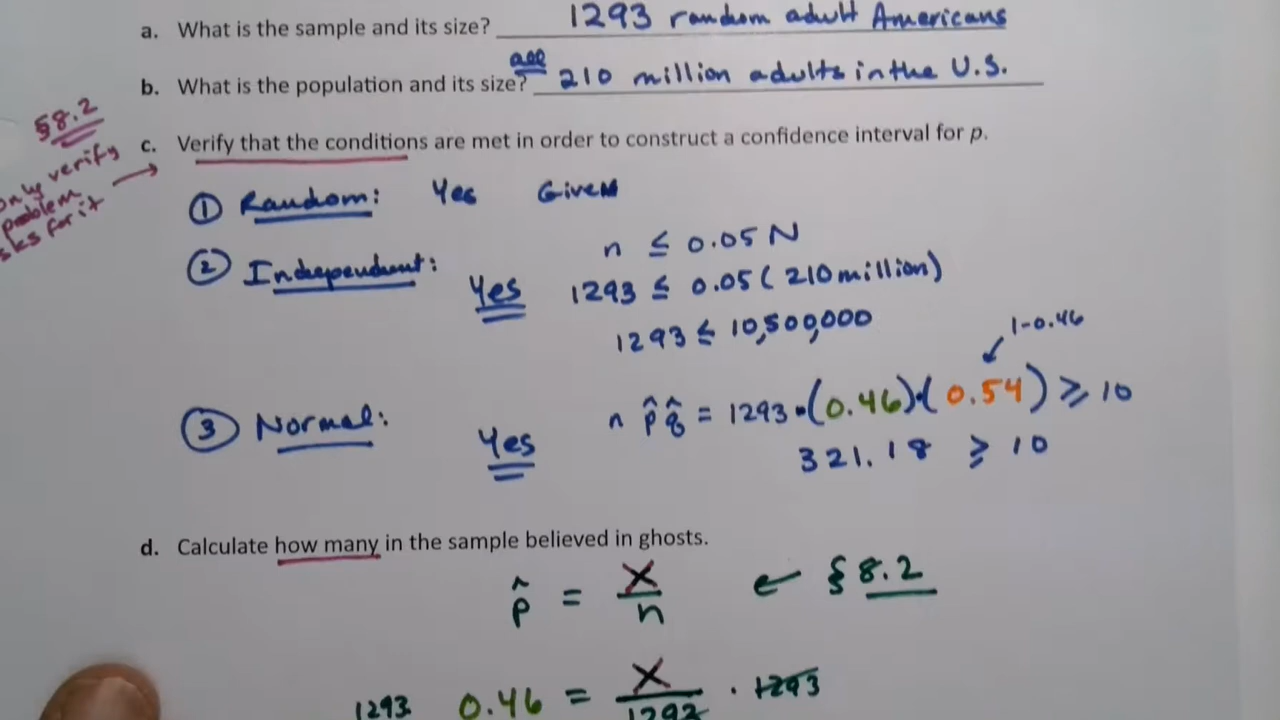 a. What is the sample and its size? 1293 random adult Americans
all
b. What is the population and its size? 210 million adults in the U.S.
§8.2
only verify
problem
sks for it
c. Verify that the conditions are met in order to construct a confidence interval for p.
① Random: Yes Given
② Independent: Yes n ≤ 0.05 N
1293 ≤ 0.05 (210 million)
1293 ≤ 10,500,000
1-0.46
③ Normal: Yes n p̂ q̂ = 1293•(0.46)•(0.54) ≥ 10
321.18 ≥ 10
d. Calculate how many in the sample believed in ghosts.
p̂ = X/n ← §8.2
1293 0.46 = X/1293 · 1293